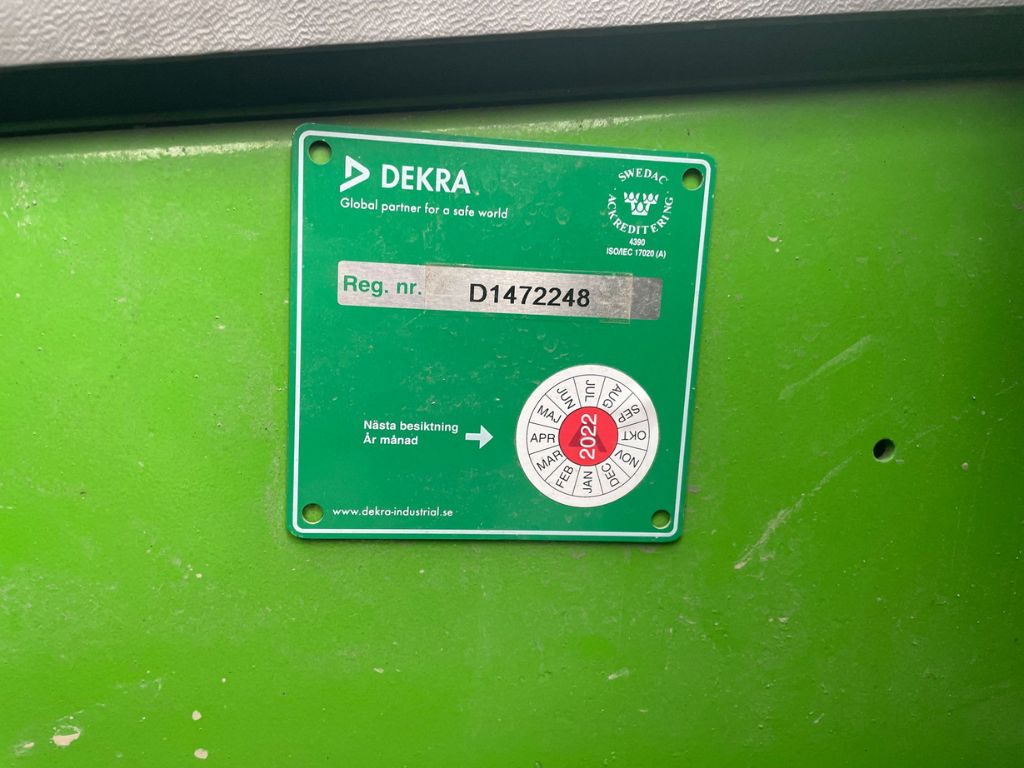 DEKRA
Global partner for a safe world
SWEDAC
ACKREDITERING
4390
ISO/IEC 17020 (A)
Reg. nr. D1472248
Nästa besiktning
År månad
JAN FEB MAR APR MAJ JUN JUL AUG SEP OKT NOV DEC
2022
www.dekra-industrial.se